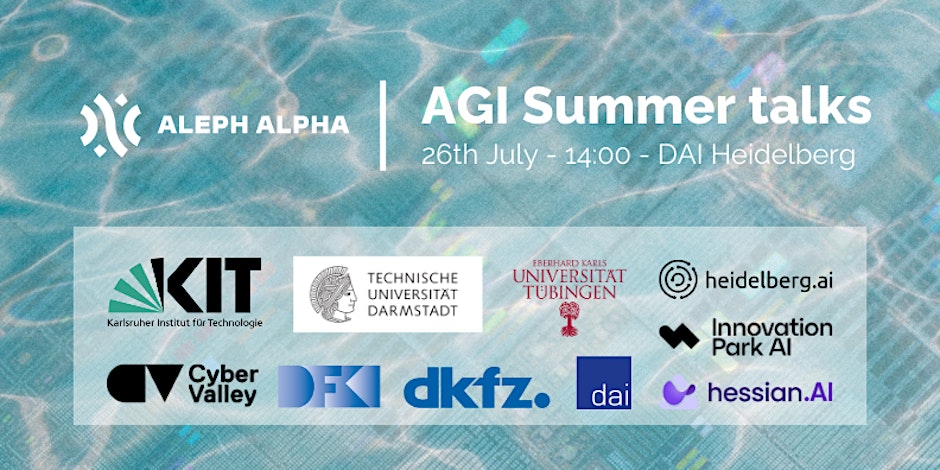 ALEPH ALPHA
AGI Summer talks
26th July - 14:00 - DAI Heidelberg
KIT
Karlsruher Institut für Technologie
TECHNISCHE
UNIVERSITÄT
DARMSTADT
EBERHARD KARLS
UNIVERSITÄT
TÜBINGEN
heidelberg.ai
Innovation
Park AI
Cyber
Valley
DFKI
dkfz.
dai
hessian.AI